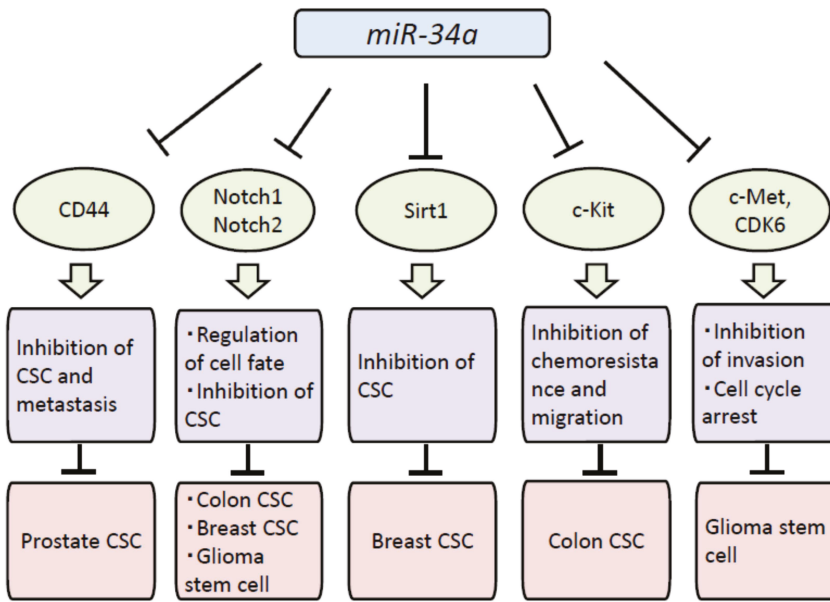 miR-34a
CD44
Notch1
Notch2
Sirt1
c-Kit
c-Met,
CDK6
Inhibition of
CSC and
metastasis
・Regulation
of cell fate
・Inhibition of
CSC
Inhibition of
CSC
Inhibition of
chemoresista
nce and
migration
・Inhibition
of invasion
・Cell cycle
arrest
Prostate CSC
・Colon CSC
・Breast CSC
・Glioma
stem cell
Breast CSC
Colon CSC
Glioma stem
cell